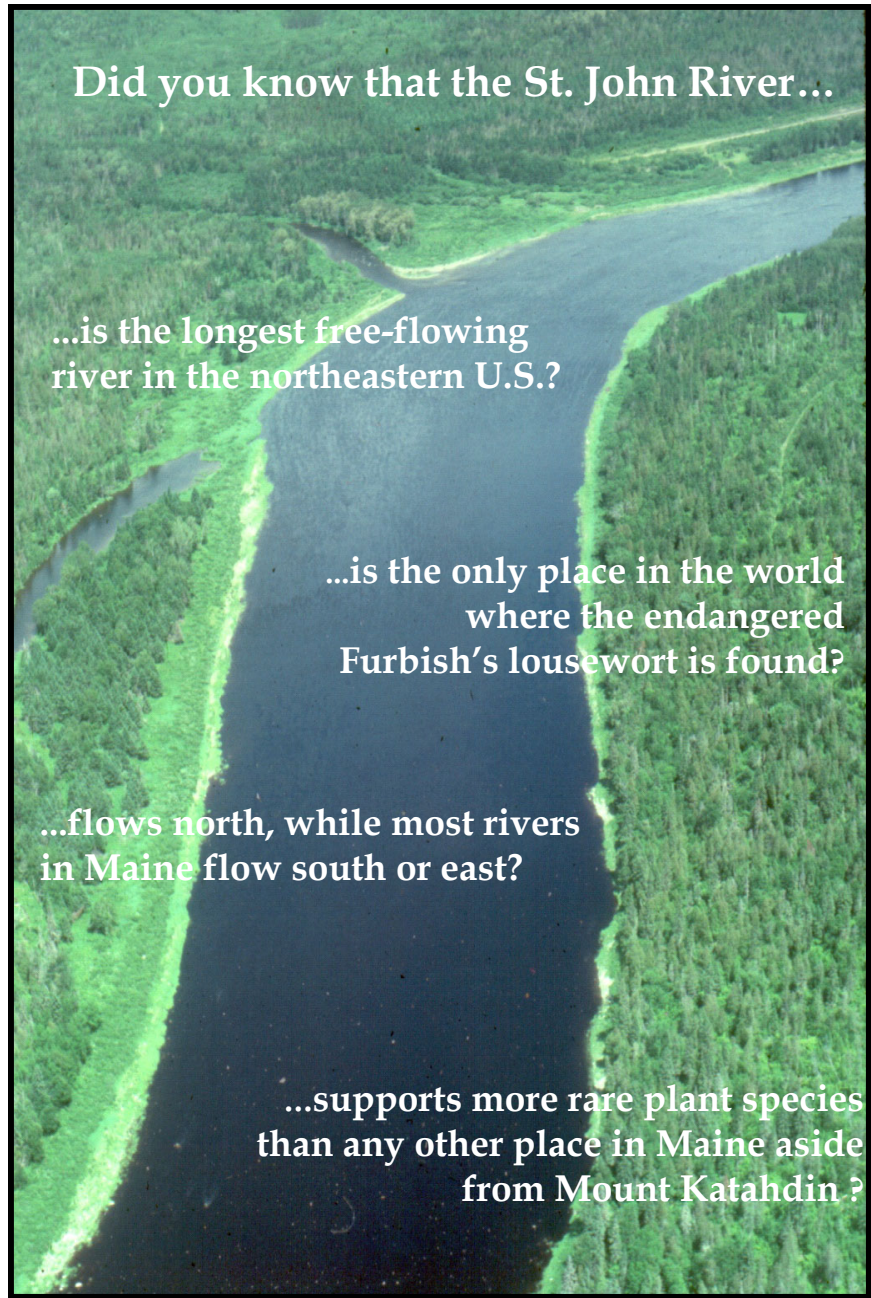 Did you know that the St. John River…
...is the longest free-flowing
river in the northeastern U.S.?
...is the only place in the world
where the endangered
Furbish’s lousewort is found?
...flows north, while most rivers
in Maine flow south or east?
...supports more rare plant species
than any other place in Maine aside
from Mount Katahdin ?